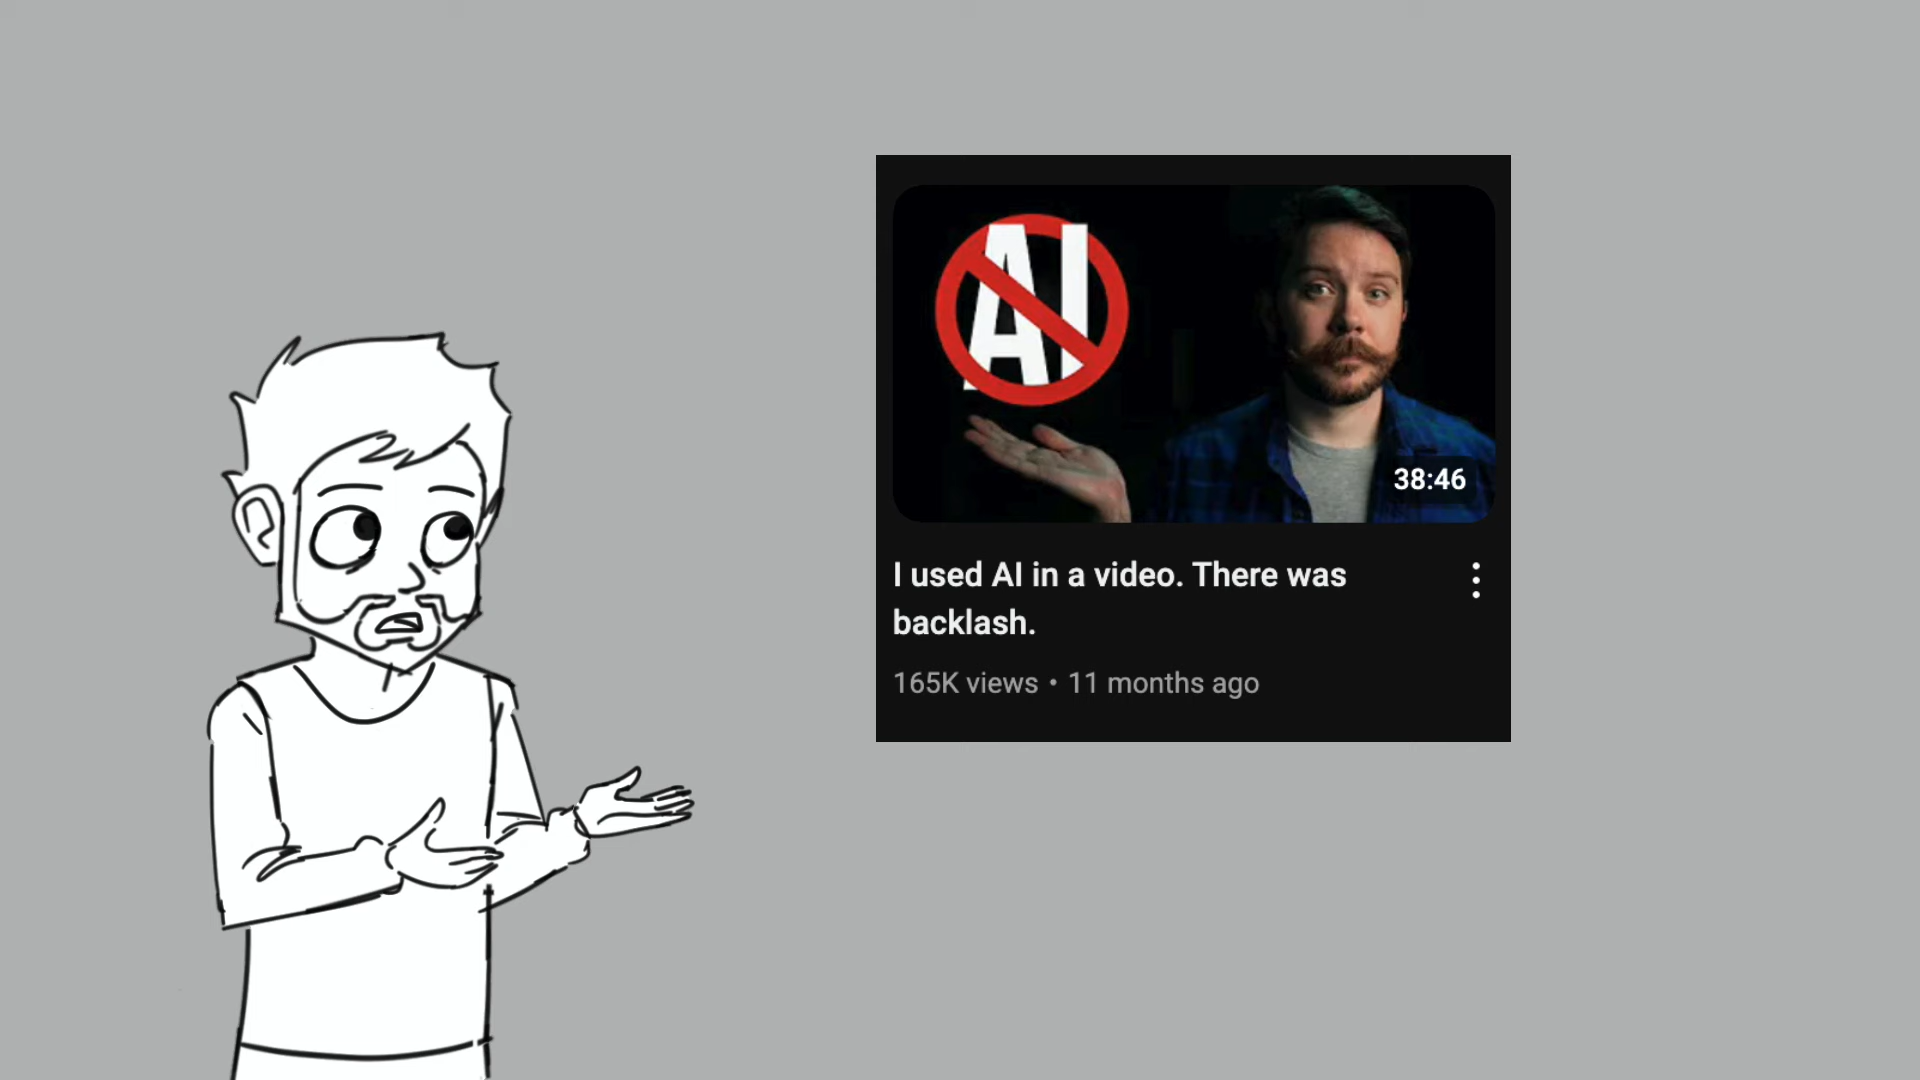 AI
38:46
I used AI in a video. There was
backlash.
165K views • 11 months ago